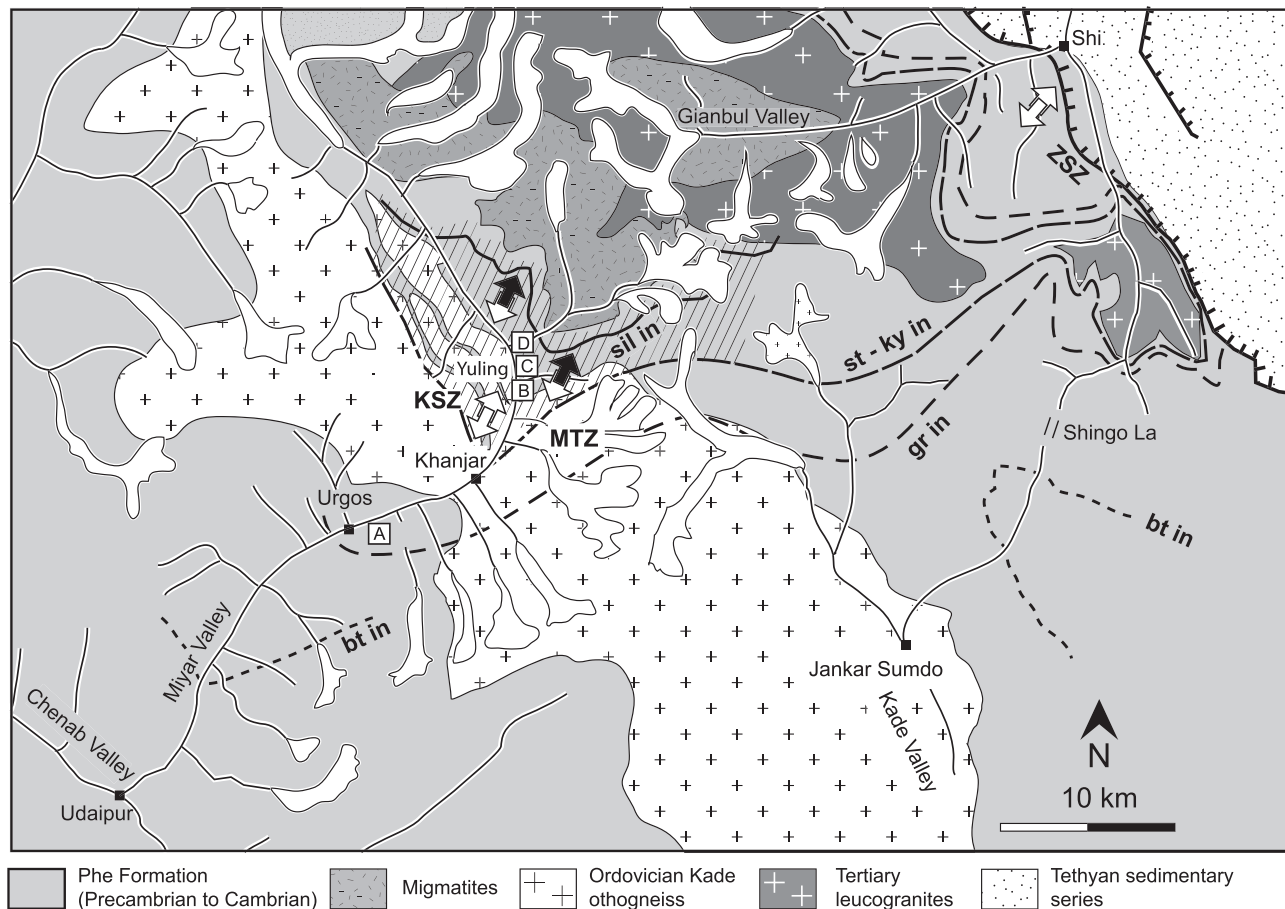 Shi
Gianbul Valley
ZSZ
sil in
D
C
B
Yuling
KSZ
MTZ
st - ky in
gr in
Shingo La
bt in
Khanjar
Urgos
A
Miyar Valley
bt in
Chenab Valley
Udaipur
Jankar Sumdo
Kade Valley
N
10 km
Phe Formation
(Precambrian to Cambrian)
Migmatites
Ordovician Kade
othogneiss
Tertiary
leucogranites
Tethyan sedimentary
series